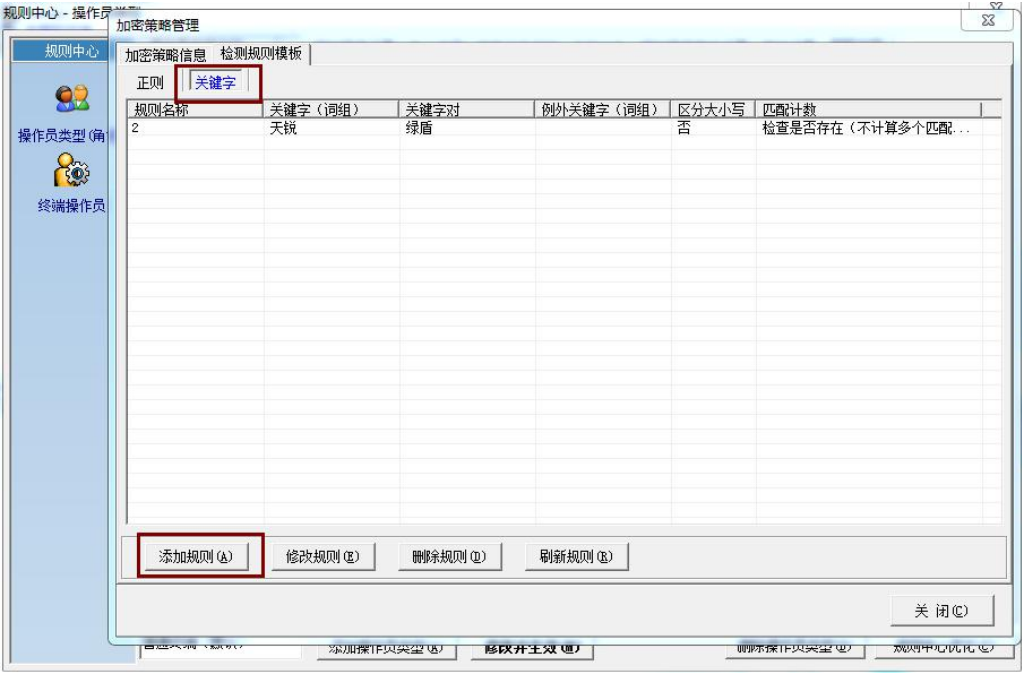 规则中心 - 操作员类型
加密策略管理
规则中心
操作员类型(角
终端操作员
加密策略信息 检测规则模板
正则 关键字
规则名称 关键字（词组） 关键字对 例外关键字（词组） 区分大小写 匹配计数
2 天锐 绿盾 否 检查是否存在（不计算多个匹配...
添加规则(A) 修改规则(E) 删除规则(D) 刷新规则(R)
关 闭(C)
添加操作员类型(A) 修改并生效(M) 删除操作员类型(D) 规则中心优化(C)